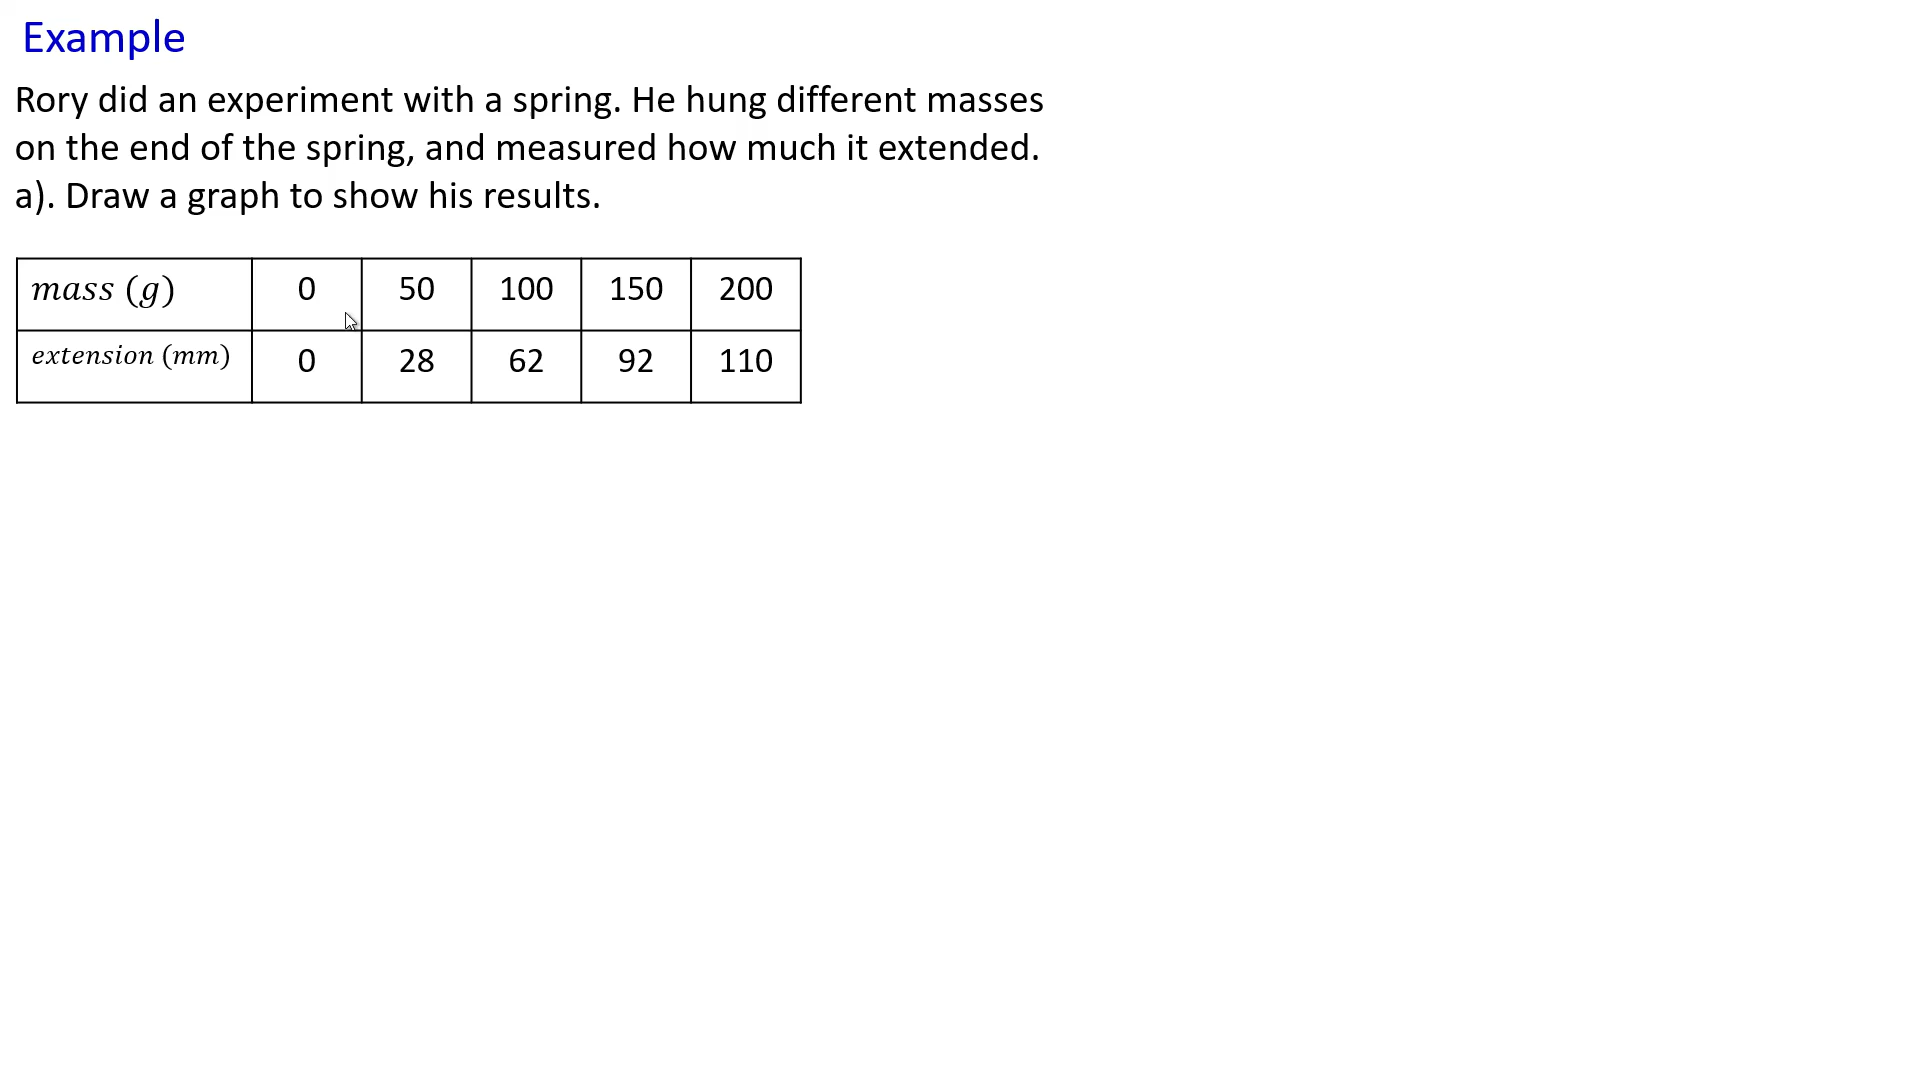 Example
Rory did an experiment with a spring. He hung different masses
on the end of the spring, and measured how much it extended.
a). Draw a graph to show his results.
mass (g) 0 50 100 150 200
extension (mm) 0 28 62 92 110